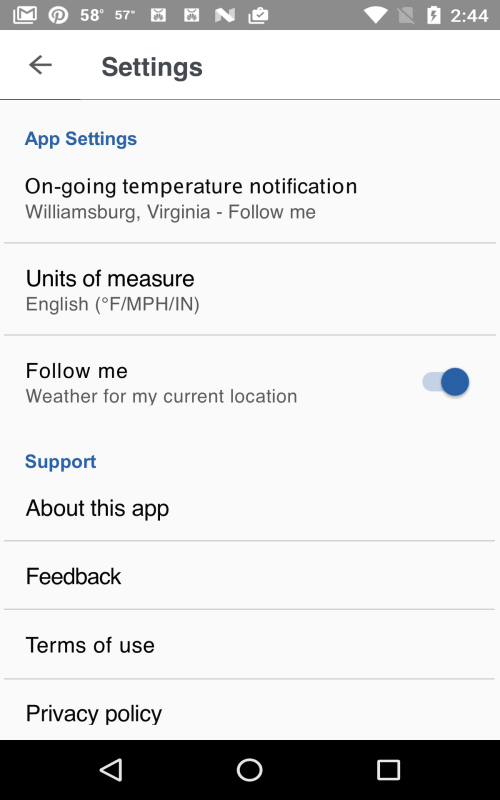 58° 57° 2:44
Settings
App Settings
On-going temperature notification
Williamsburg, Virginia - Follow me
Units of measure
English (°F/MPH/IN)
Follow me
Weather for my current location
Support
About this app
Feedback
Terms of use
Privacy policy